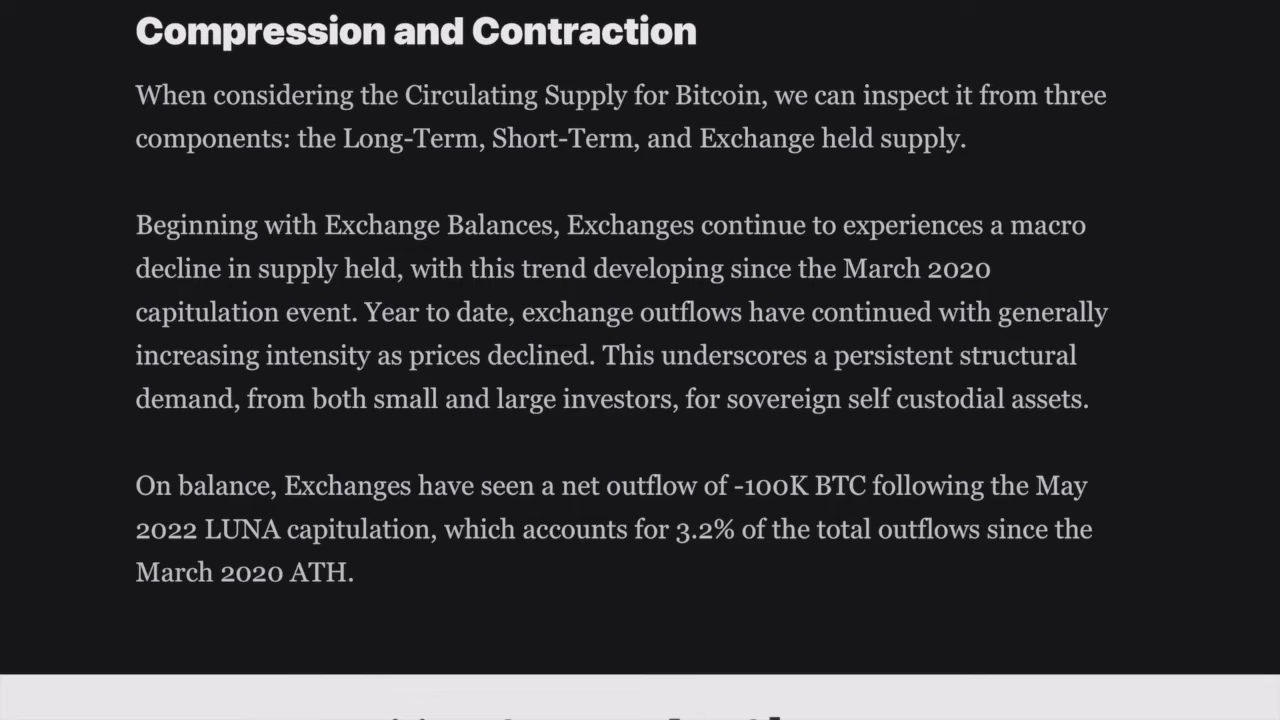 Compression and Contraction
When considering the Circulating Supply for Bitcoin, we can inspect it from three
components: the Long-Term, Short-Term, and Exchange held supply.
Beginning with Exchange Balances, Exchanges continue to experiences a macro
decline in supply held, with this trend developing since the March 2020
capitulation event. Year to date, exchange outflows have continued with generally
increasing intensity as prices declined. This underscores a persistent structural
demand, from both small and large investors, for sovereign self custodial assets.
On balance, Exchanges have seen a net outflow of -100K BTC following the May
2022 LUNA capitulation, which accounts for 3.2% of the total outflows since the
March 2020 ATH.